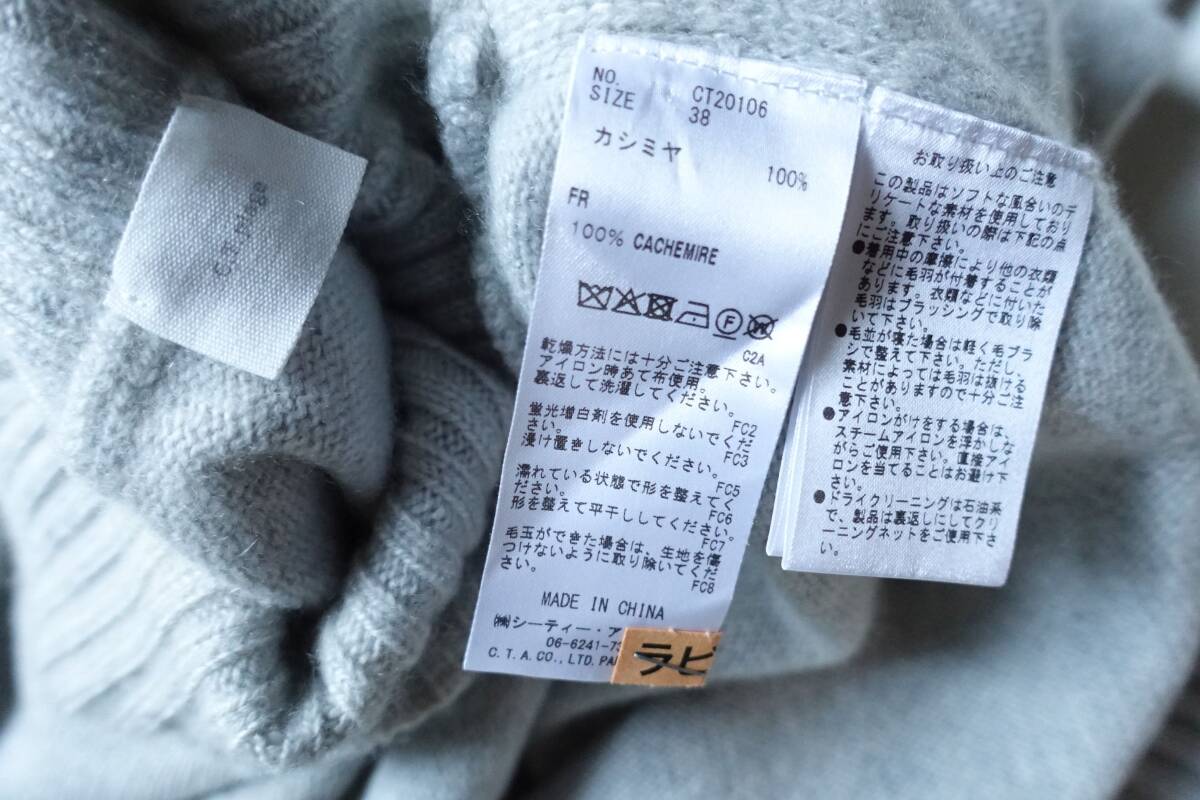 NO. CT20106
SIZE 38
カシミヤ 100%
FR
100% CACHEMIRE
F
W
C2A
乾燥方法には十分ご注意下さい。
アイロン時あて布使用。
裏返して洗濯してください。
FC2
蛍光増白剤を使用しないでくだ
さい。
FC3
浸け置きしないでください。
FC5
濡れている状態で形を整えてく
ださい。
FC6
形を整えて平干ししてください。
FC7
毛玉ができた場合は、生地を傷
つけないように取り除いてくだ
さい。
FC8
MADE IN CHINA
㈱シーティー・ア
06-6241-73
C.T.A.CO.,LTD.PA
ラビ
お取り扱い上のご注意
この製品はソフトな風合いのデ
リケートな素材を使用しており
ます。取り扱いの際は下記の点
にご注意下さい。
●着用中の摩擦により他の衣類
などに毛羽が付着することが
あります。衣類などに付いた
毛羽はブラッシングで取り除
いて下さい。
●毛並が寝た場合は軽く毛ブラ
シで整えて下さい。ただし、
素材によっては毛羽は抜ける
ことがありますので十分ご注
意下さい。
●アイロンがけをする場合は、
スチームアイロンを浮かしな
がらご使用下さい。直接アイ
ロンを当てることはお避け下
さい。
●ドライクリーニングは石油系
で、製品は裏返しにしてクリ
ーニングネットをご使用下さ
い。